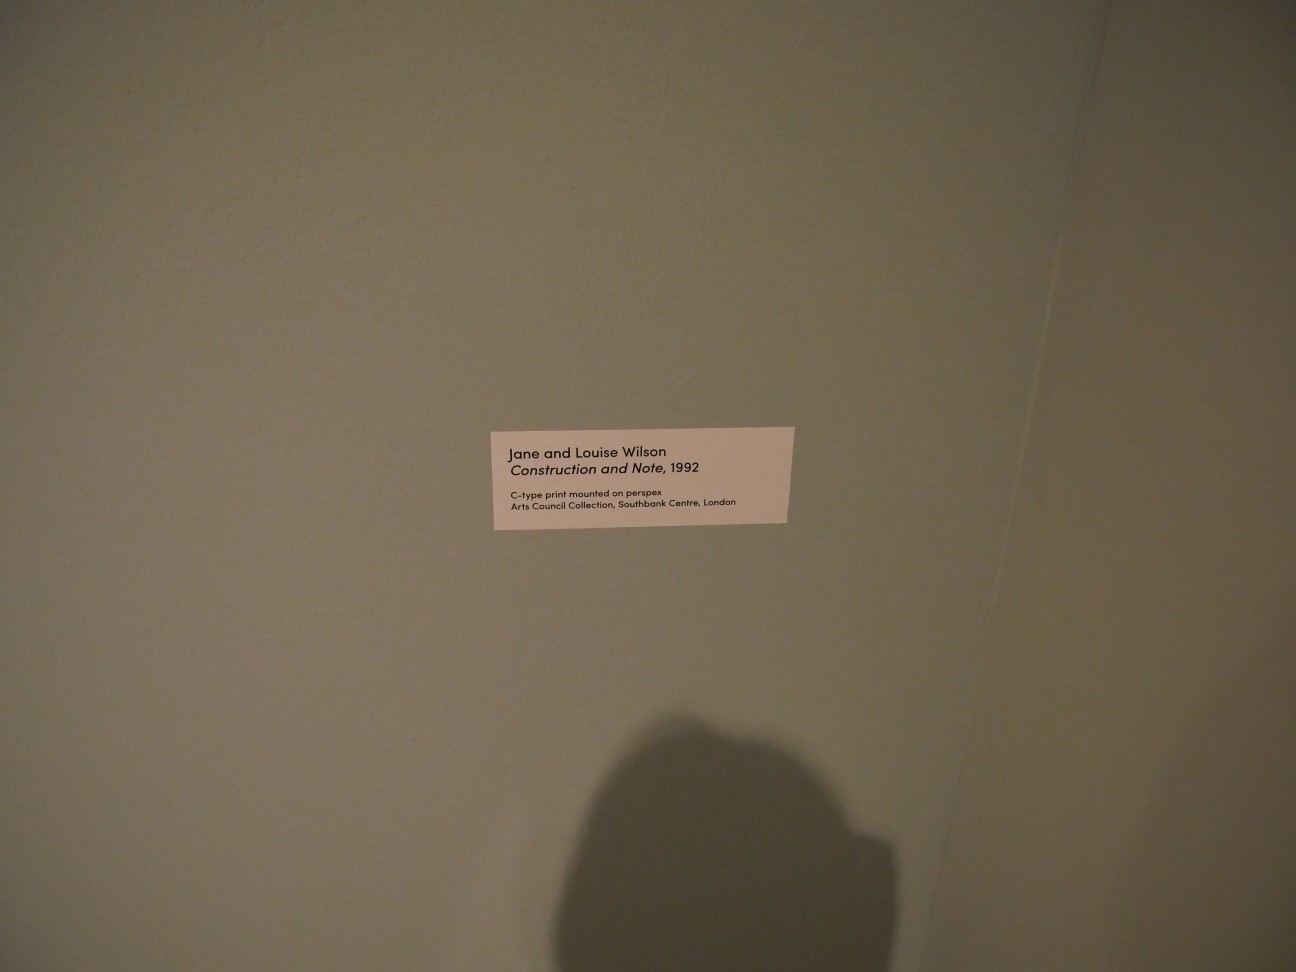 Jane and Louise Wilson
Construction and Note, 1992
C-type print mounted on perspex
Arts Council Collection, Southbank Centre, London